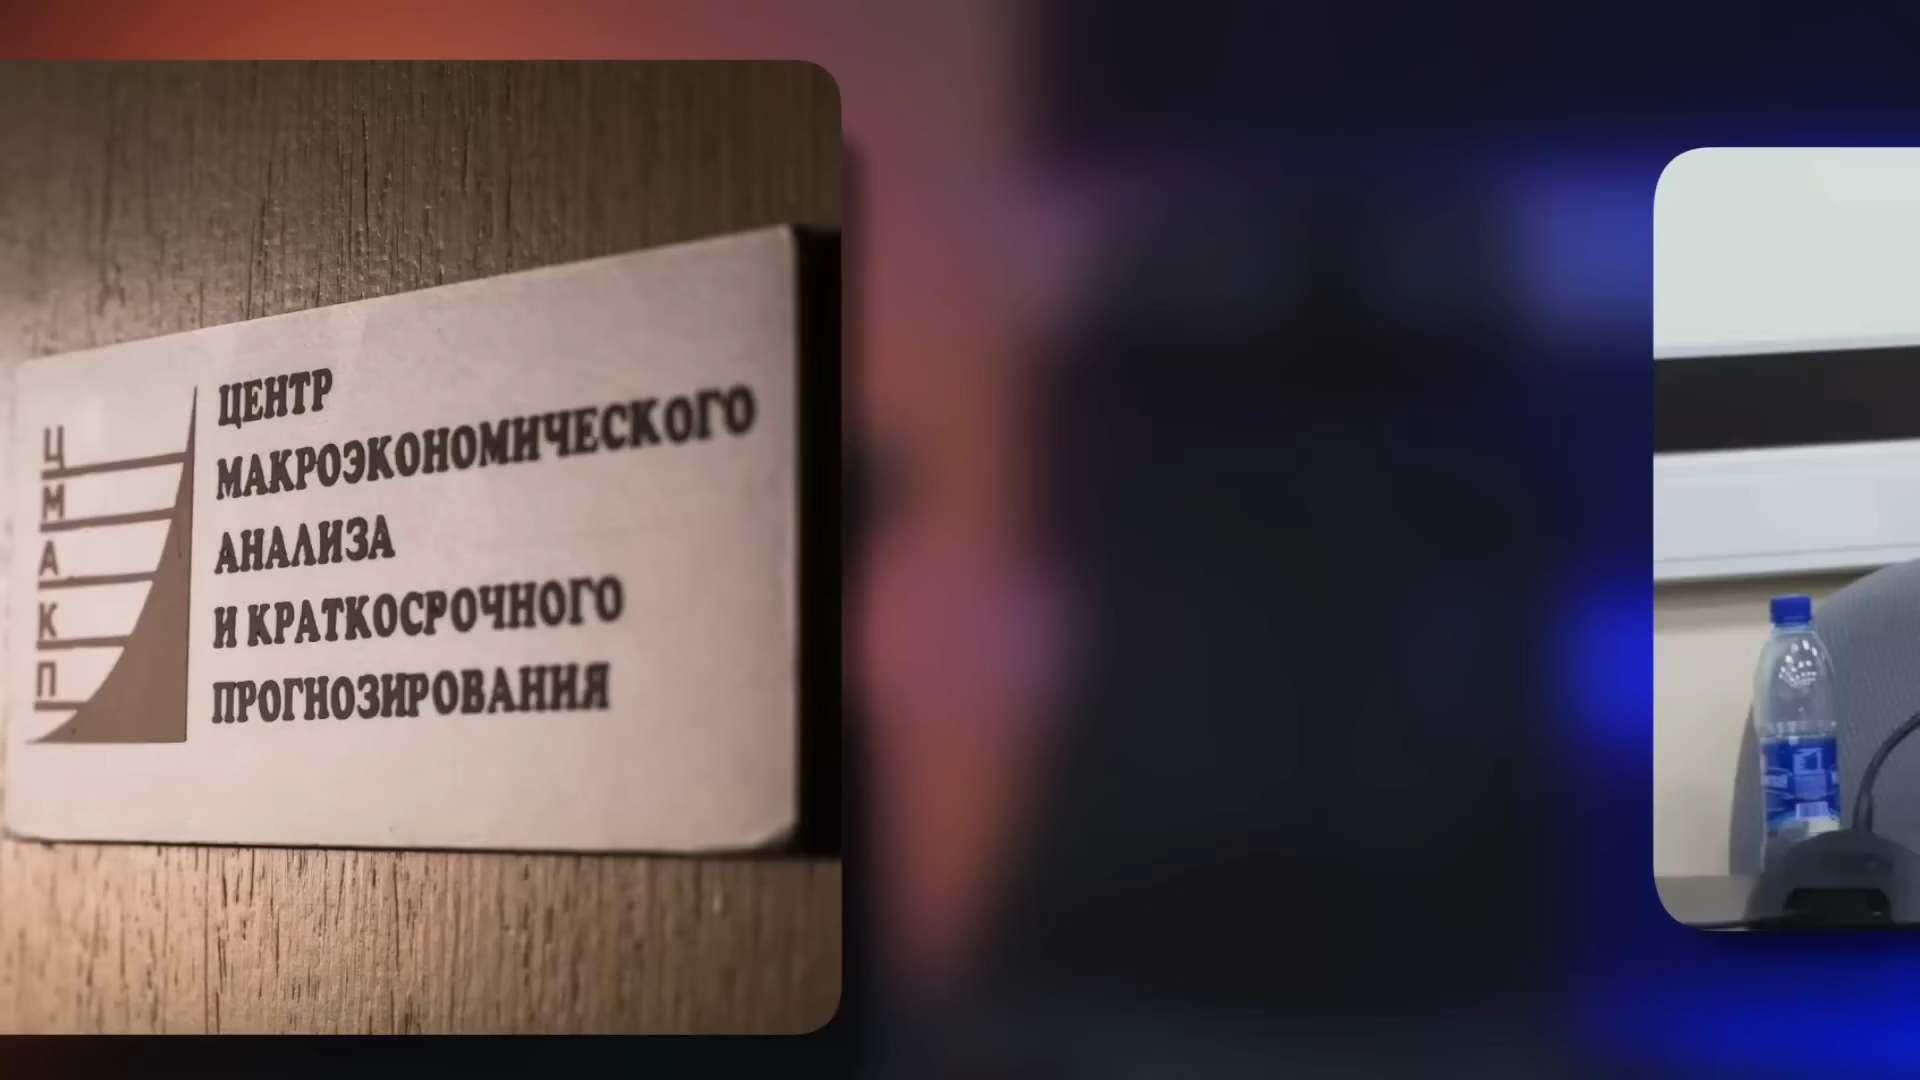 Ц
М
А
К
П
ЦЕНТР
МАКРОЭКОНОМИЧЕСКОГО
АНАЛИЗА
И КРАТКОСРОЧНОГО
ПРОГНОЗИРОВАНИЯ